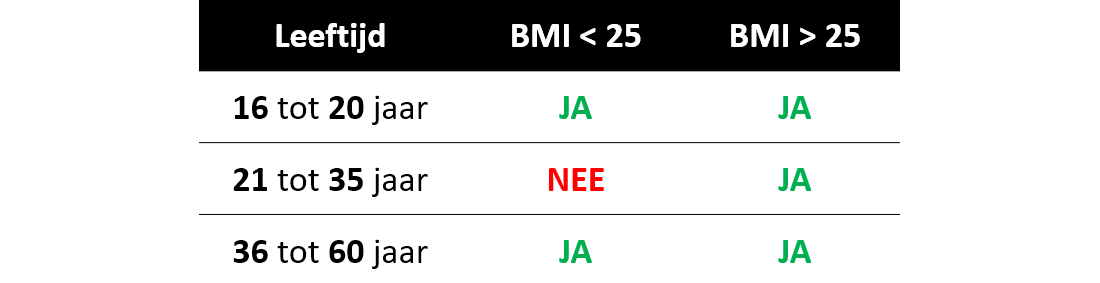 Leeftijd BMI < 25 BMI > 25
16 tot 20 jaar JA JA
21 tot 35 jaar NEE JA
36 tot 60 jaar JA JA